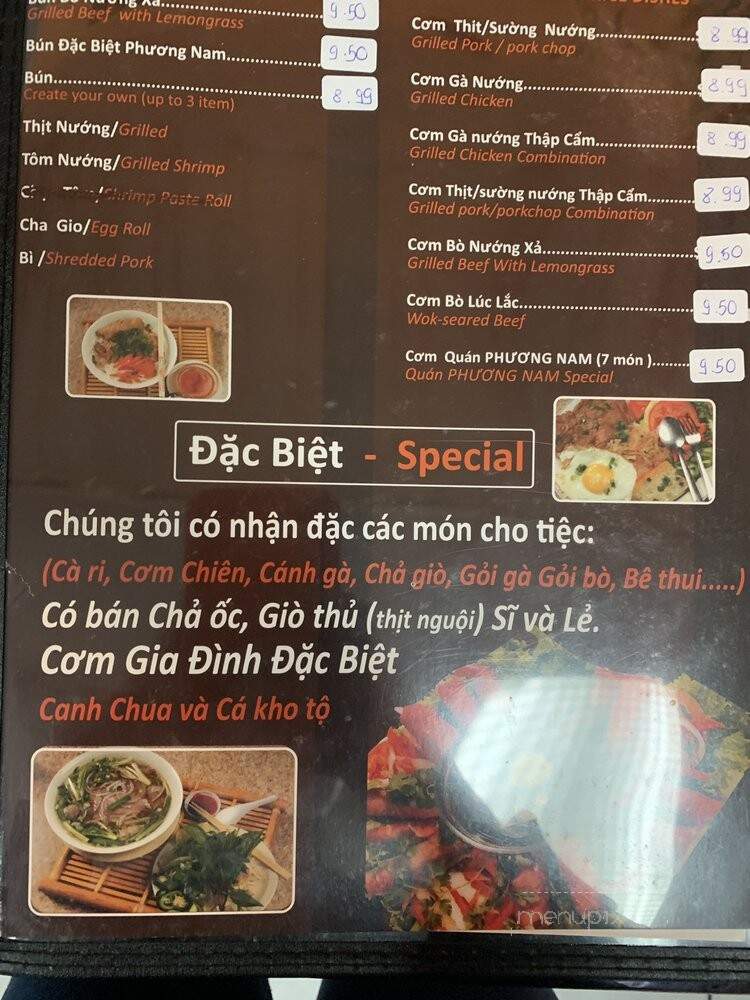 Grilled Beef with Lemongrass
9.50
Bún Đặc Biệt Phương Nam
9.50
Bún
8.99
Create your own (up to 3 item)
Thịt Nướng/Grilled
Tôm Nướng/Grilled Shrimp
/Shrimp Paste Roll
Cha Gio/Egg Roll
Bì /Shredded Pork
Cơm Thit/Sường Nướng
8.99
Grilled Pork / pork chop
Cơm Gà Nướng
8.99
Grilled Chicken
Cơm Gà nướng Thập Cẩm
8.99
Grilled Chicken Combination
Cơm Thịt/sường nướng Thập Cẩm
8.99
Grilled pork/porkchop Combination
Cơm Bò Nướng Xả
9.50
Grilled Beef With Lemongrass
Cơm Bò Lúc Lắc
9.50
Wok-seared Beef
Cơm Quán PHƯƠNG NAM (7 món )
9.50
Quán PHƯƠNG NAM Special
Đặc Biệt - Special
Chúng tôi có nhận đặc các món cho tiệc:
(Cà ri, Cơm Chiên, Cánh gà, Chả giò, Gỏi gà Gỏi bò, Bê thui.....)
Có bán Chả ốc, Giò thủ (thịt nguội) Sĩ và Lẻ.
Cơm Gia Đình Đặc Biệt
Canh Chua và Cá kho tộ
menupix